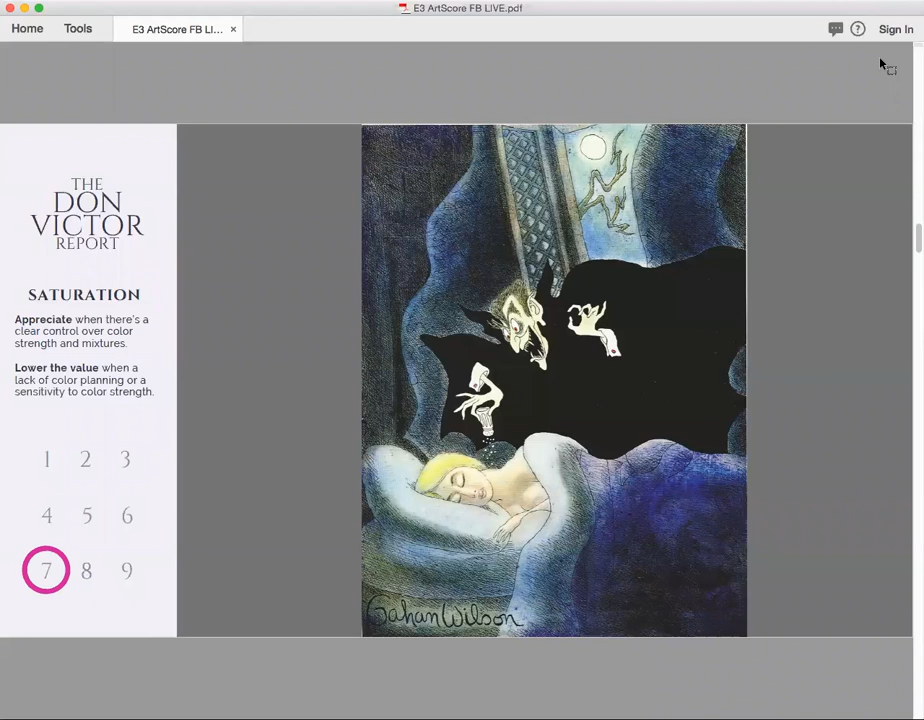 E3 ArtScore FB LIVE.pdf
Home Tools E3 ArtScore FB LI... × ? Sign In
THE
DON
VICTOR
REPORT
SATURATION
Appreciate when there's a
clear control over color
strength and mixtures.
Lower the value when a
lack of color planning or a
sensitivity to color strength.
1 2 3
4 5 6
7 8 9
Gahan Wilson